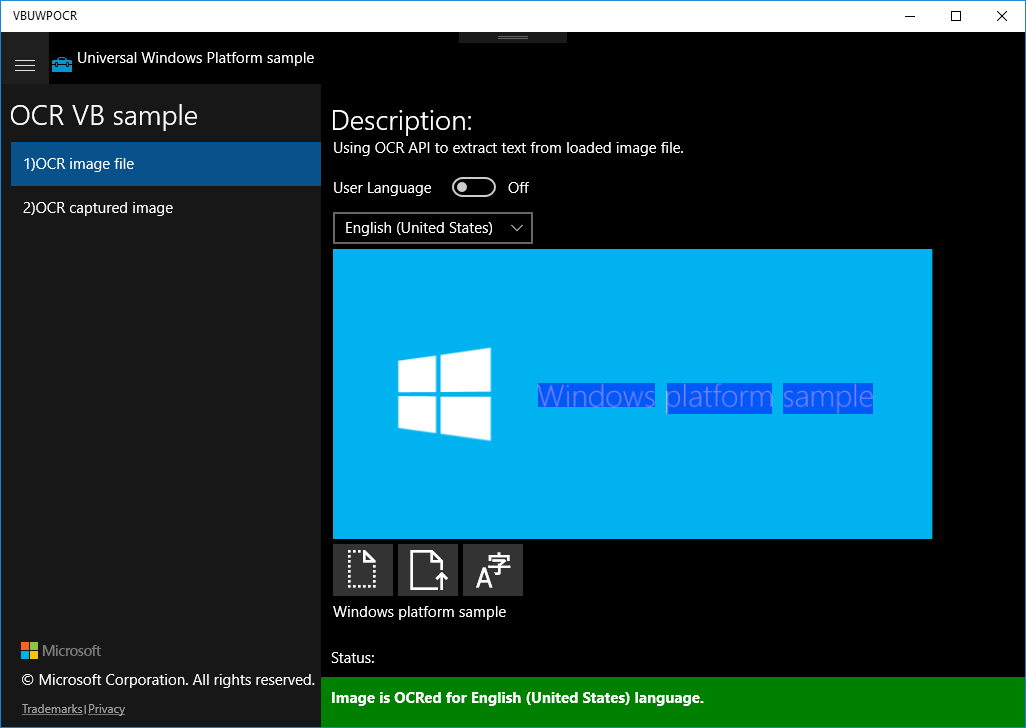 VBUWPOCR
Universal Windows Platform sample
OCR VB sample
1)OCR image file
2)OCR captured image
Microsoft
© Microsoft Corporation. All rights reserved.
Trademarks|Privacy
Description:
Using OCR API to extract text from loaded image file.
User Language Off
English (United States)
Windows platform sample
A字
Windows platform sample
Status:
Image is OCRed for English (United States) language.